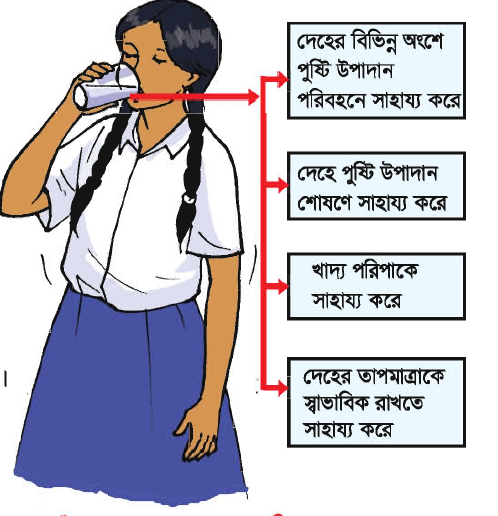 দেহের বিভিন্ন অংশে
পুষ্টি উপাদান
পরিবহনে সাহায্য করে
দেহে পুষ্টি উপাদান
শোষণে সাহায্য করে
খাদ্য পরিপাকে
সাহায্য করে
দেহের তাপমাত্রাকে
স্বাভাবিক রাখতে
সাহায্য করে
।